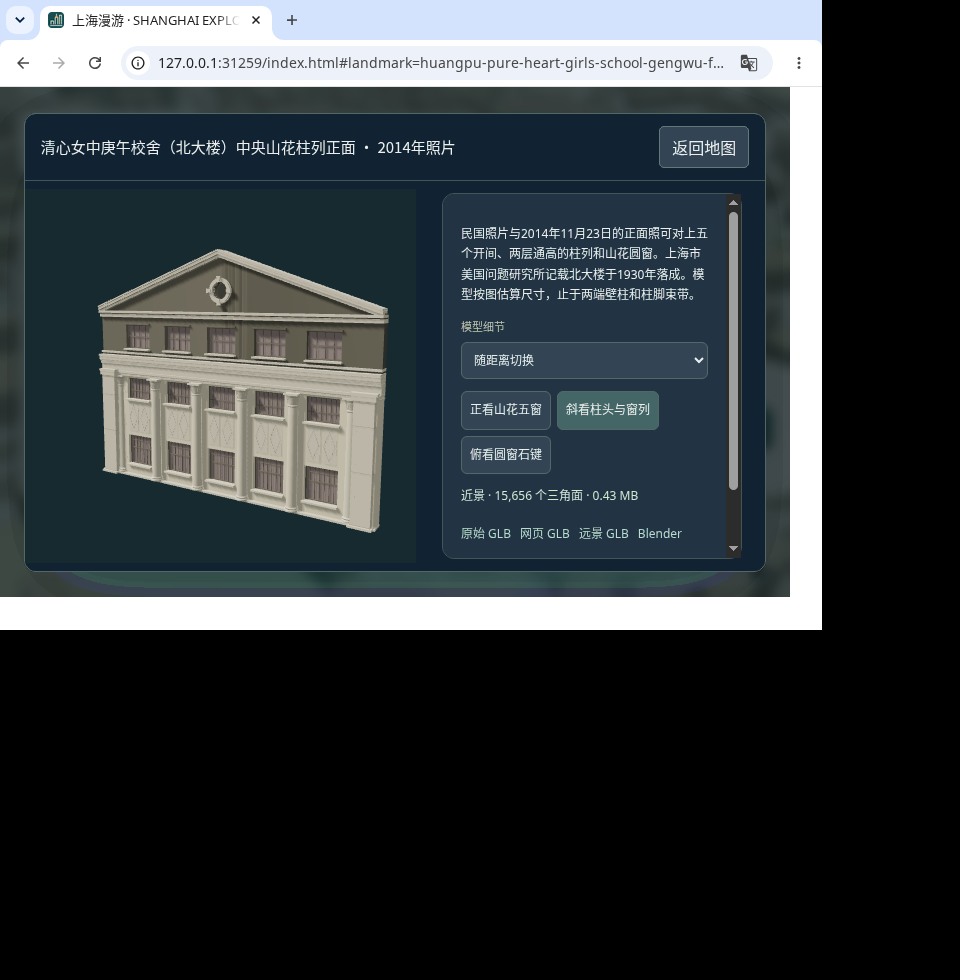 上海漫游 · SHANGHAI EXPLO
127.0.0.1:31259/index.html#landmark=huangpu-pure-heart-girls-school-gengwu-f...
清心女中庚午校舍（北大楼）中央山花柱列正面 · 2014年照片
返回地图
民国照片与2014年11月23日的正面照可对上五
个开间、两层通高的柱列和山花圆窗。上海市
美国问题研究所记载北大楼于1930年落成。模
型按图估算尺寸，止于两端壁柱和柱脚束带。
模型细节
随距离切换
正看山花五窗
斜看柱头与窗列
俯看圆窗石键
近景 · 15,656 个三角面 · 0.43 MB
原始 GLB 网页 GLB 远景 GLB Blender